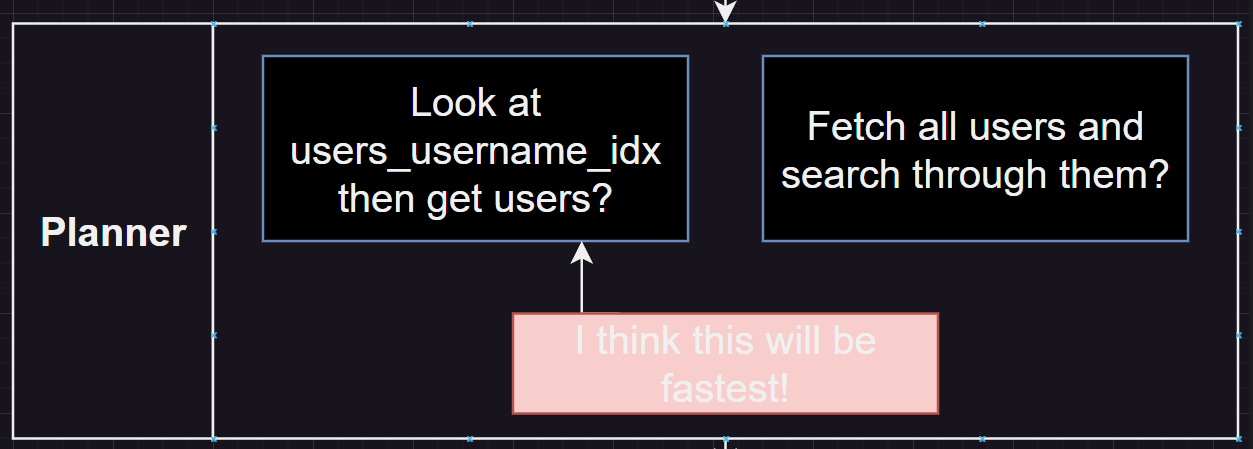 Planner
Look at
users_username_idx
then get users?
Fetch all users and
search through them?
I think this will be
fastest!